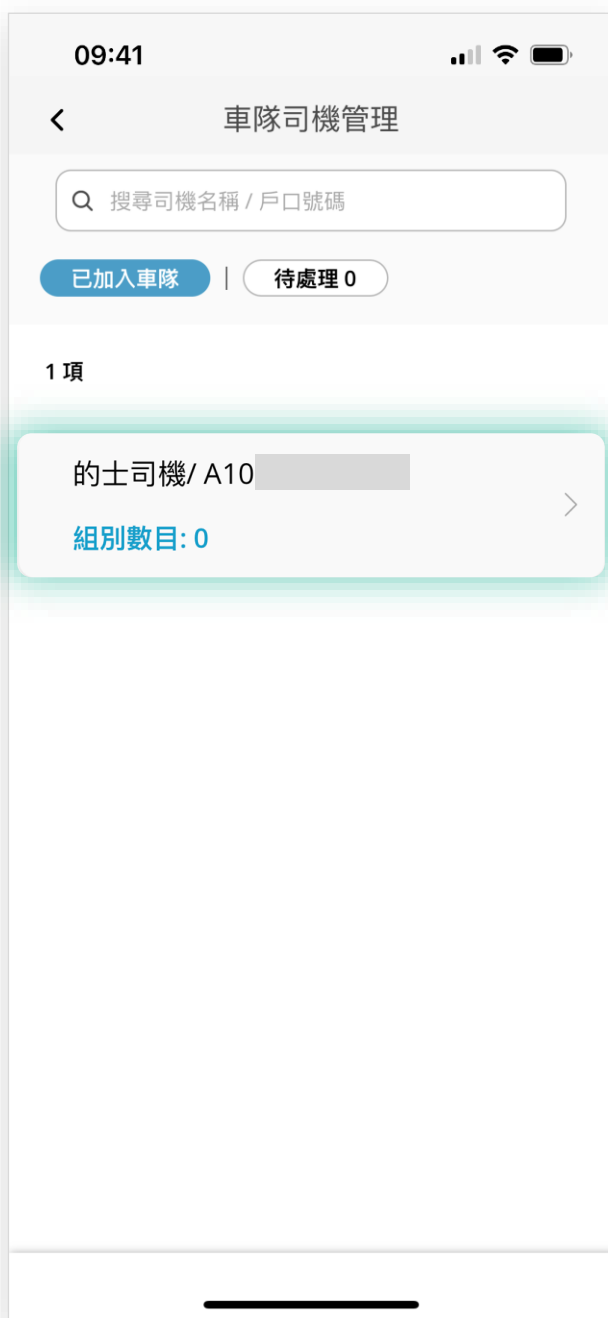 09:41
車隊司機管理
搜尋司機名稱 / 戶口號碼
已加入車隊 | 待處理 0
1 項
的士司機/ A10
組別數目: 0